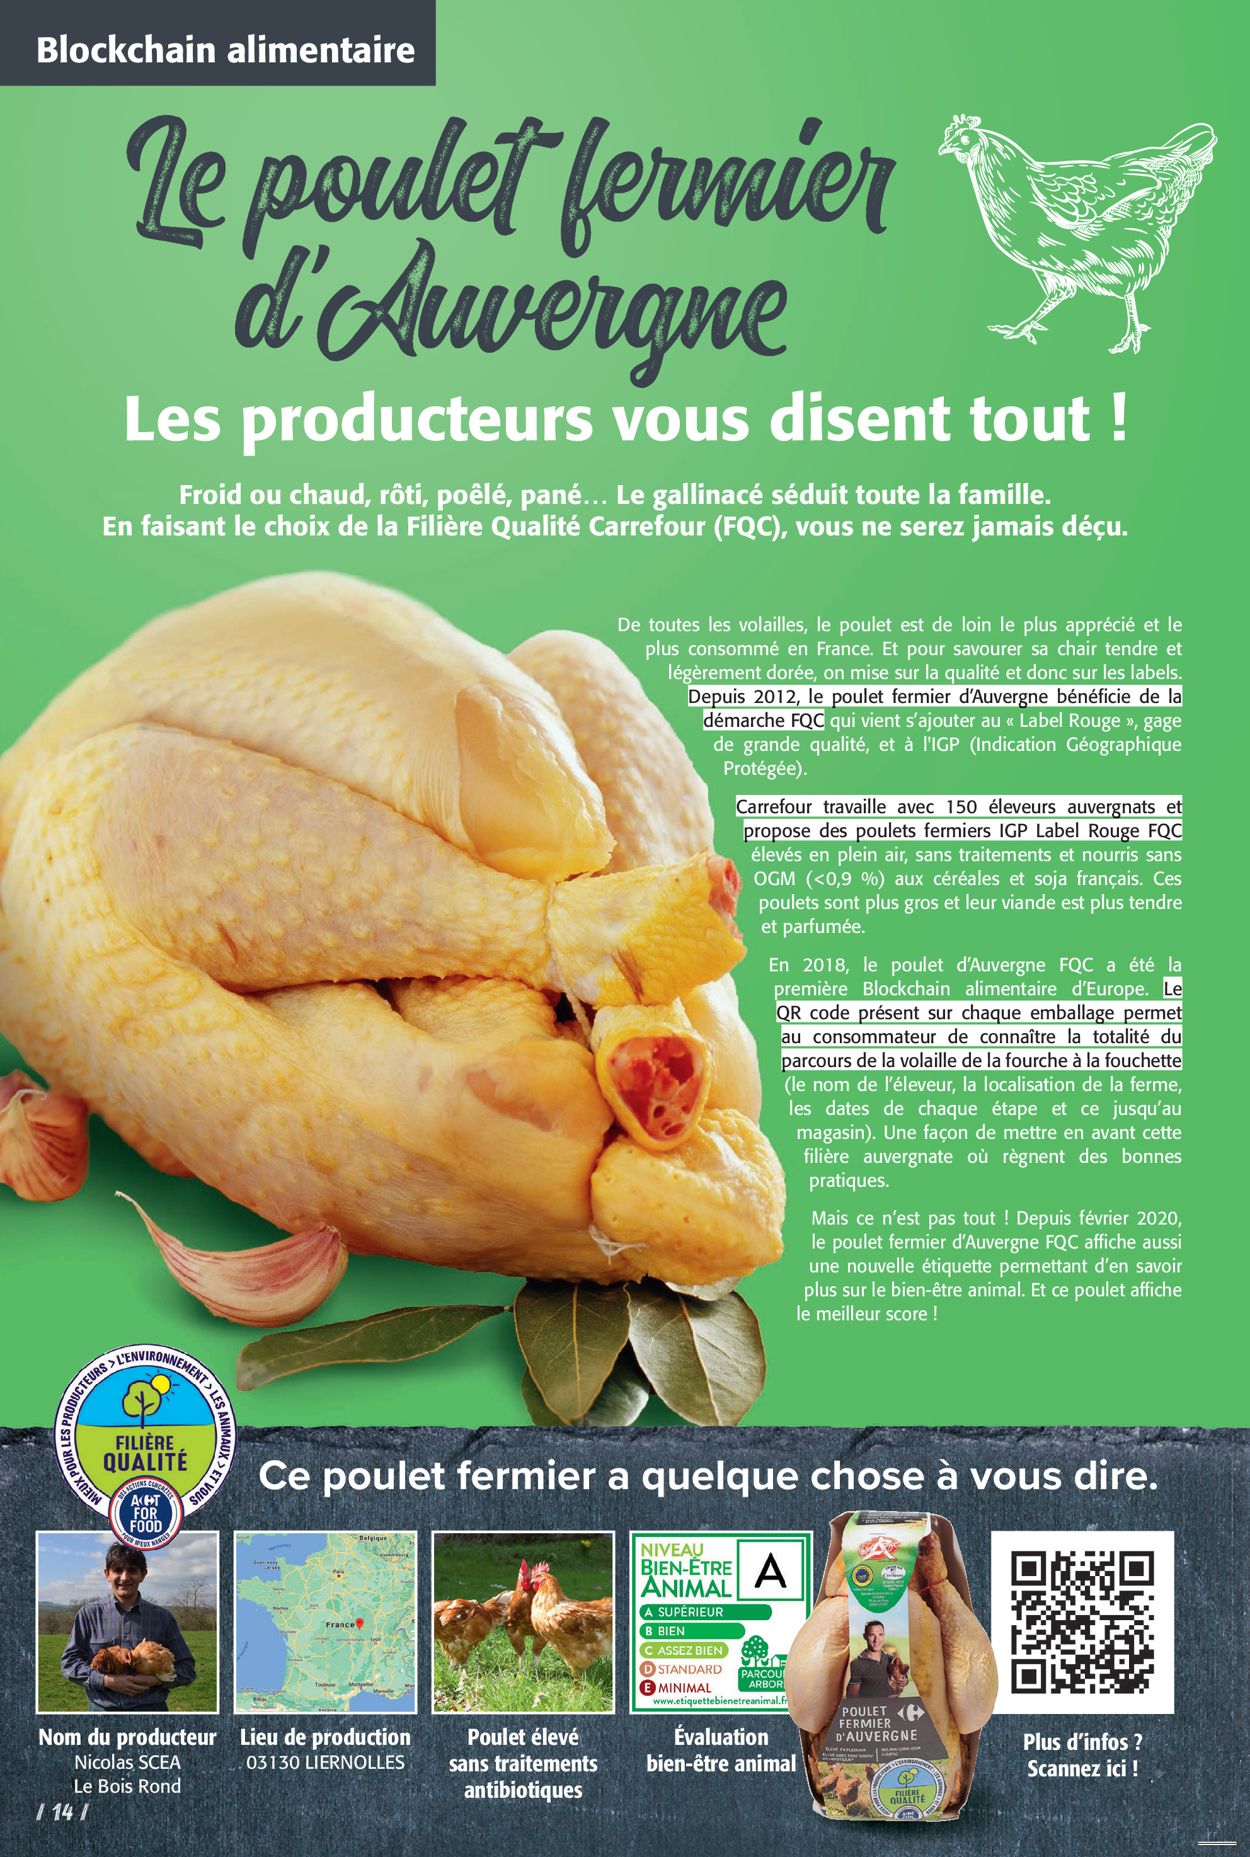 Blockchain alimentaire
Le poulet fermier
d'Auvergne
Les producteurs vous disent tout !
Froid ou chaud, rôti, poêlé, pané… Le gallinacé séduit toute la famille.
En faisant le choix de la Filière Qualité Carrefour (FQC), vous ne serez jamais déçu.
De toutes les volailles, le poulet est de loin le plus apprécié et le
plus consommé en France. Et pour savourer sa chair tendre et
légèrement dorée, on mise sur la qualité et donc sur les labels.
Depuis 2012, le poulet fermier d'Auvergne bénéficie de la
démarche FQC qui vient s'ajouter au « Label Rouge », gage
de grande qualité, et à l'IGP (Indication Géographique
Protégée).
Carrefour travaille avec 150 éleveurs auvergnats et
propose des poulets fermiers IGP Label Rouge FQC
élevés en plein air, sans traitements et nourris sans
OGM (<0,9 %) aux céréales et soja français. Ces
poulets sont plus gros et leur viande est plus tendre
et parfumée.
En 2018, le poulet d'Auvergne FQC a été la
première Blockchain alimentaire d'Europe. Le
QR code présent sur chaque emballage permet
au consommateur de connaître la totalité du
parcours de la volaille de la fourche à la fouchette
(le nom de l'éleveur, la localisation de la ferme,
les dates de chaque étape et ce jusqu'au
magasin). Une façon de mettre en avant cette
filière auvergnate où règnent des bonnes
pratiques.
Mais ce n'est pas tout ! Depuis février 2020,
le poulet fermier d'Auvergne FQC affiche aussi
une nouvelle étiquette permettant d'en savoir
plus sur le bien-être animal. Et ce poulet affiche
le meilleur score !
MIEUX POUR LES PRODUCTEURS > L'ENVIRONNEMENT > LES ANIMAUX > ET VOUS
FILIÈRE
QUALITÉ
DES ACTIONS CONCRÈTES
ACT
FOR
FOOD
POUR MIEUX MANGER
Ce poulet fermier a quelque chose à vous dire.
Nom du producteur
Nicolas SCEA
Le Bois Rond
Belgique
Paris
Nantes
France
Lyon
Toulouse
Montpellier
Marseille
Lieu de production
03130 LIERNOLLES
Poulet élevé
sans traitements
antibiotiques
NIVEAU
BIEN-ÊTRE
ANIMAL
A
A SUPÉRIEUR
B BIEN
C ASSEZ BIEN
D STANDARD
E MINIMAL
PARCOU
ARBOR
www.etiquettebienetreanimal.fr
Évaluation
bien-être animal
POULET
FERMIER
D'AUVERGNE
FILIÈRE
QUALITÉ
Plus d'infos ?
Scannez ici !
/ 14 /